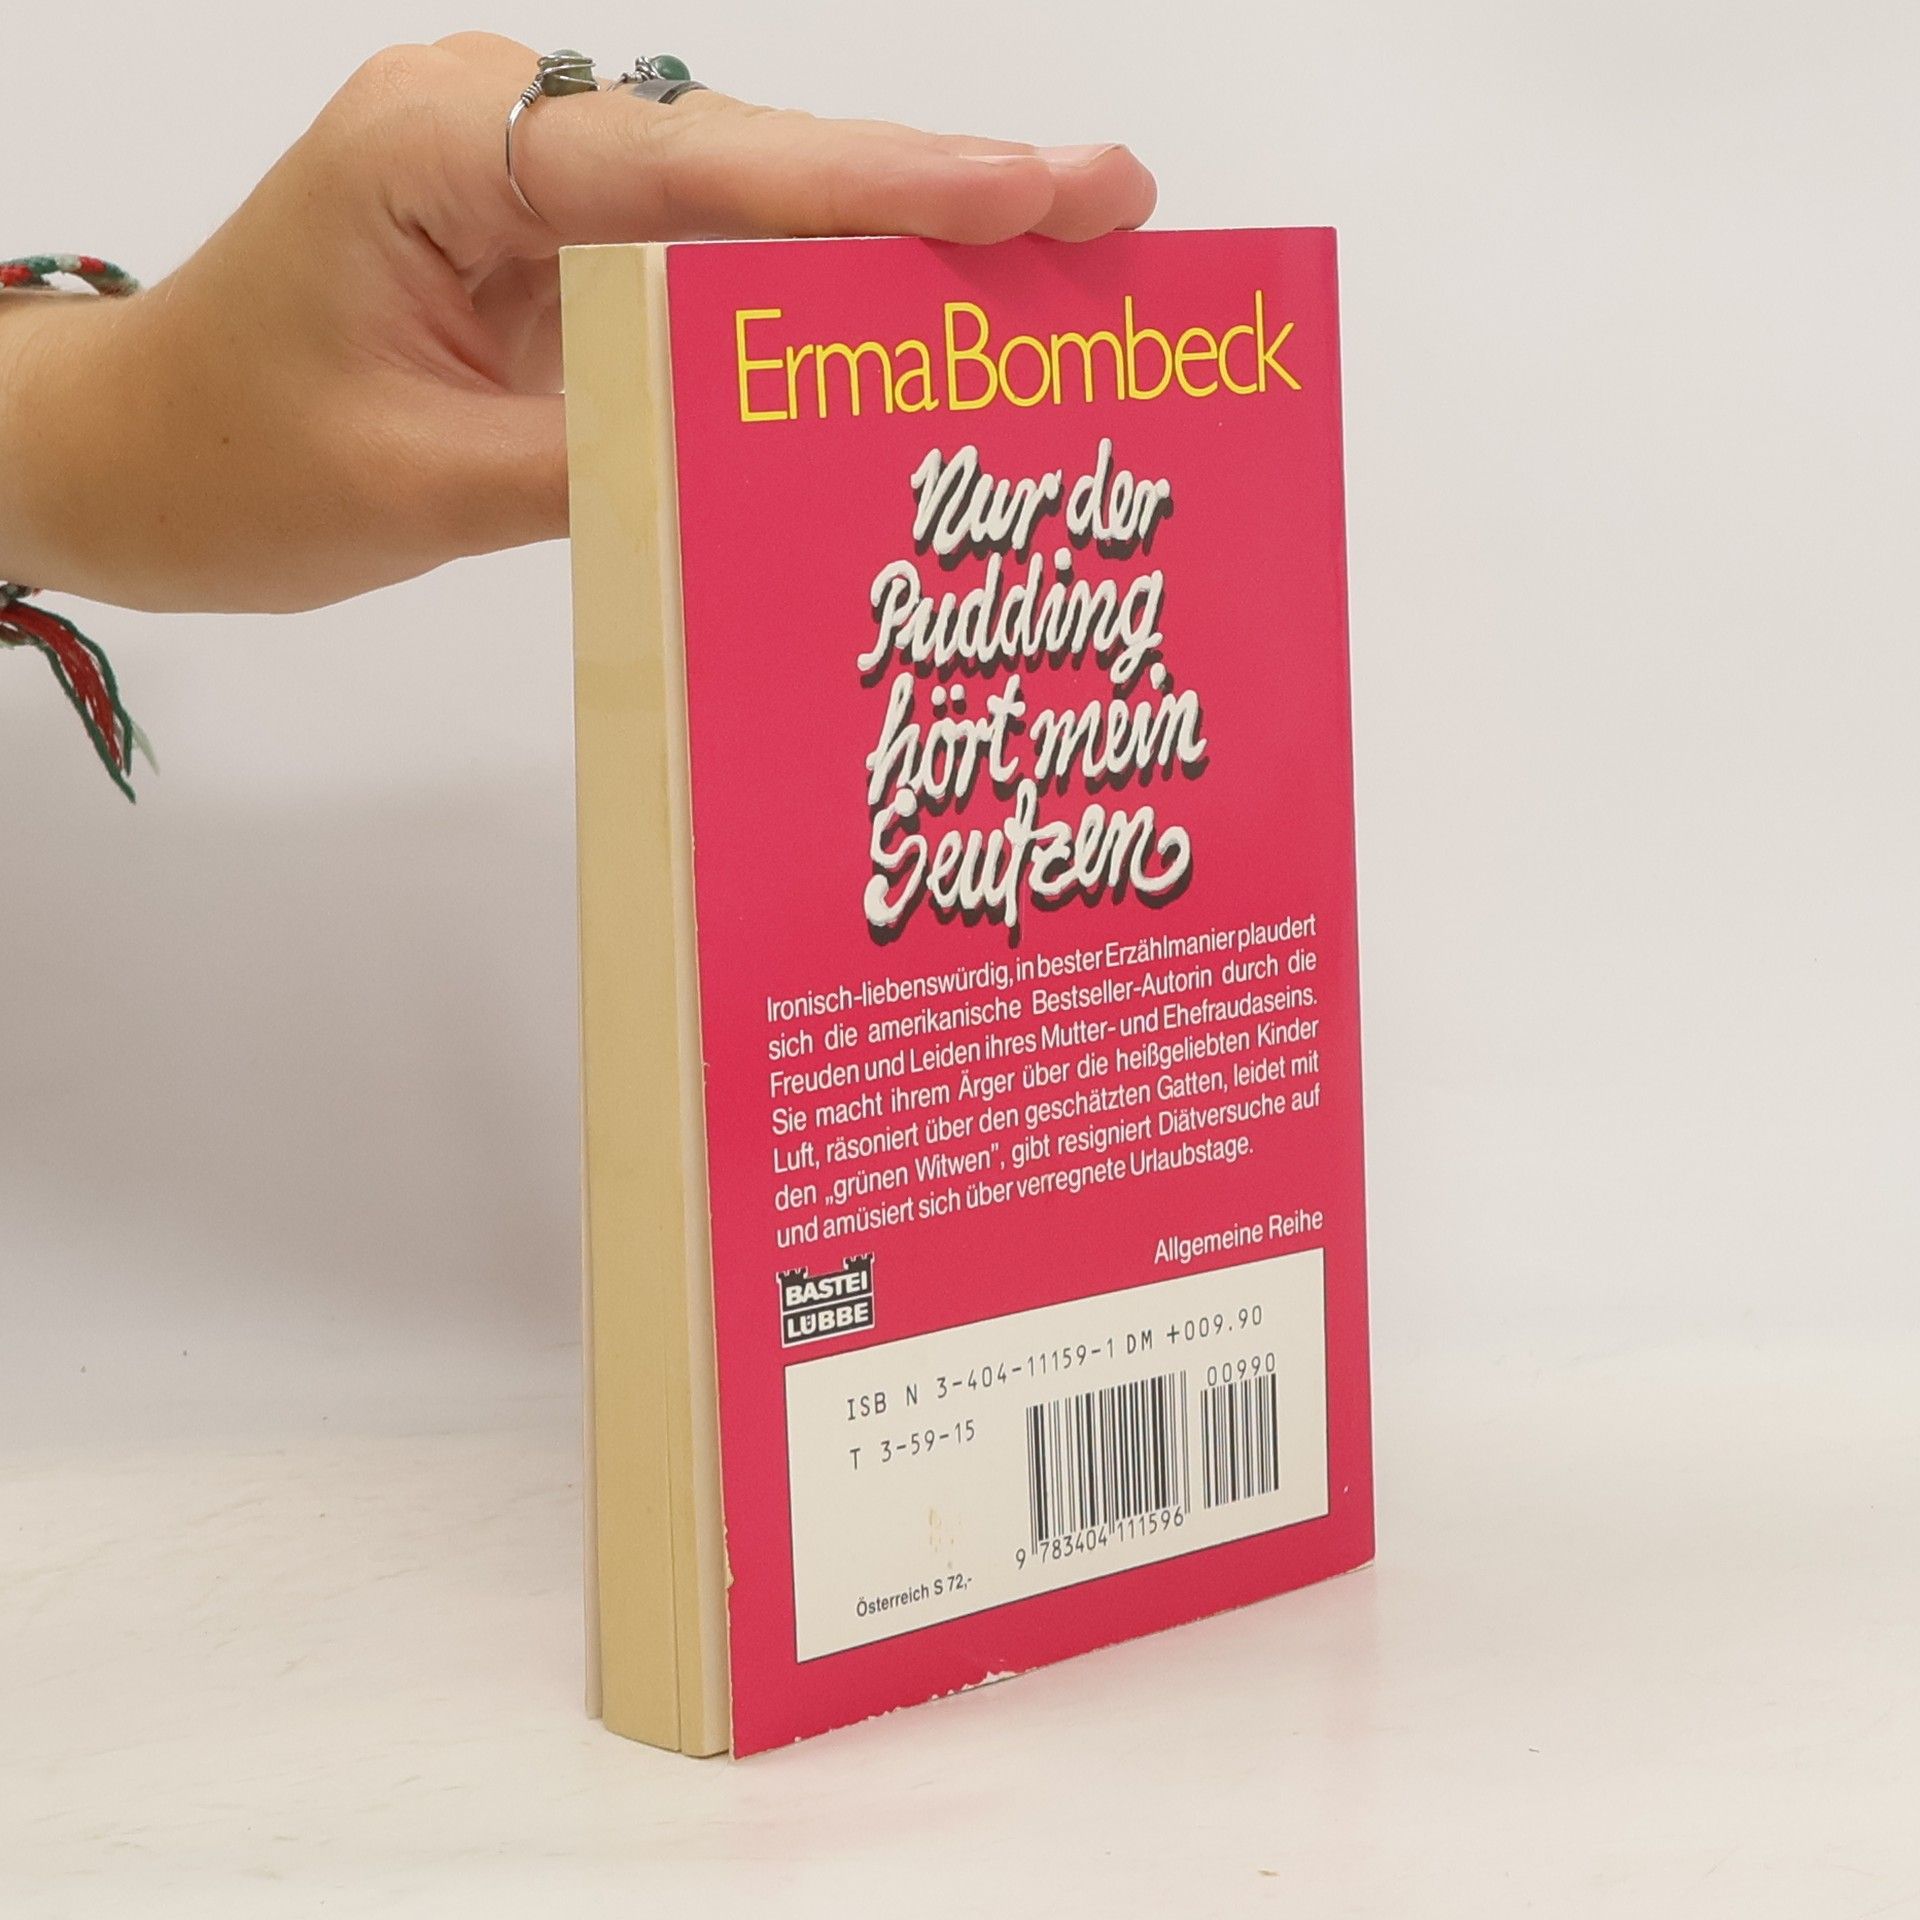 Erma Bombeck
Nur der
Pudding
hört mein
Seufzen
Ironisch-liebenswürdig, in bester Erzählmanier plaudert
sich die amerikanische Bestseller-Autorin durch die
Freuden und Leiden ihres Mutter- und Ehefraudaseins.
Sie macht ihrem Ärger über die heißgeliebten Kinder
Luft, räsoniert über den geschätzten Gatten, leidet mit
den „grünen Witwen”, gibt resigniert Diätversuche auf
und amüsiert sich über verregnete Urlaubstage.
Allgemeine Reihe
BASTEI
LÜBBE
ISB N 3-404-11159-1 DM +009.90
00990
T 3-59-15
9 783404 111596
Österreich S 72,-